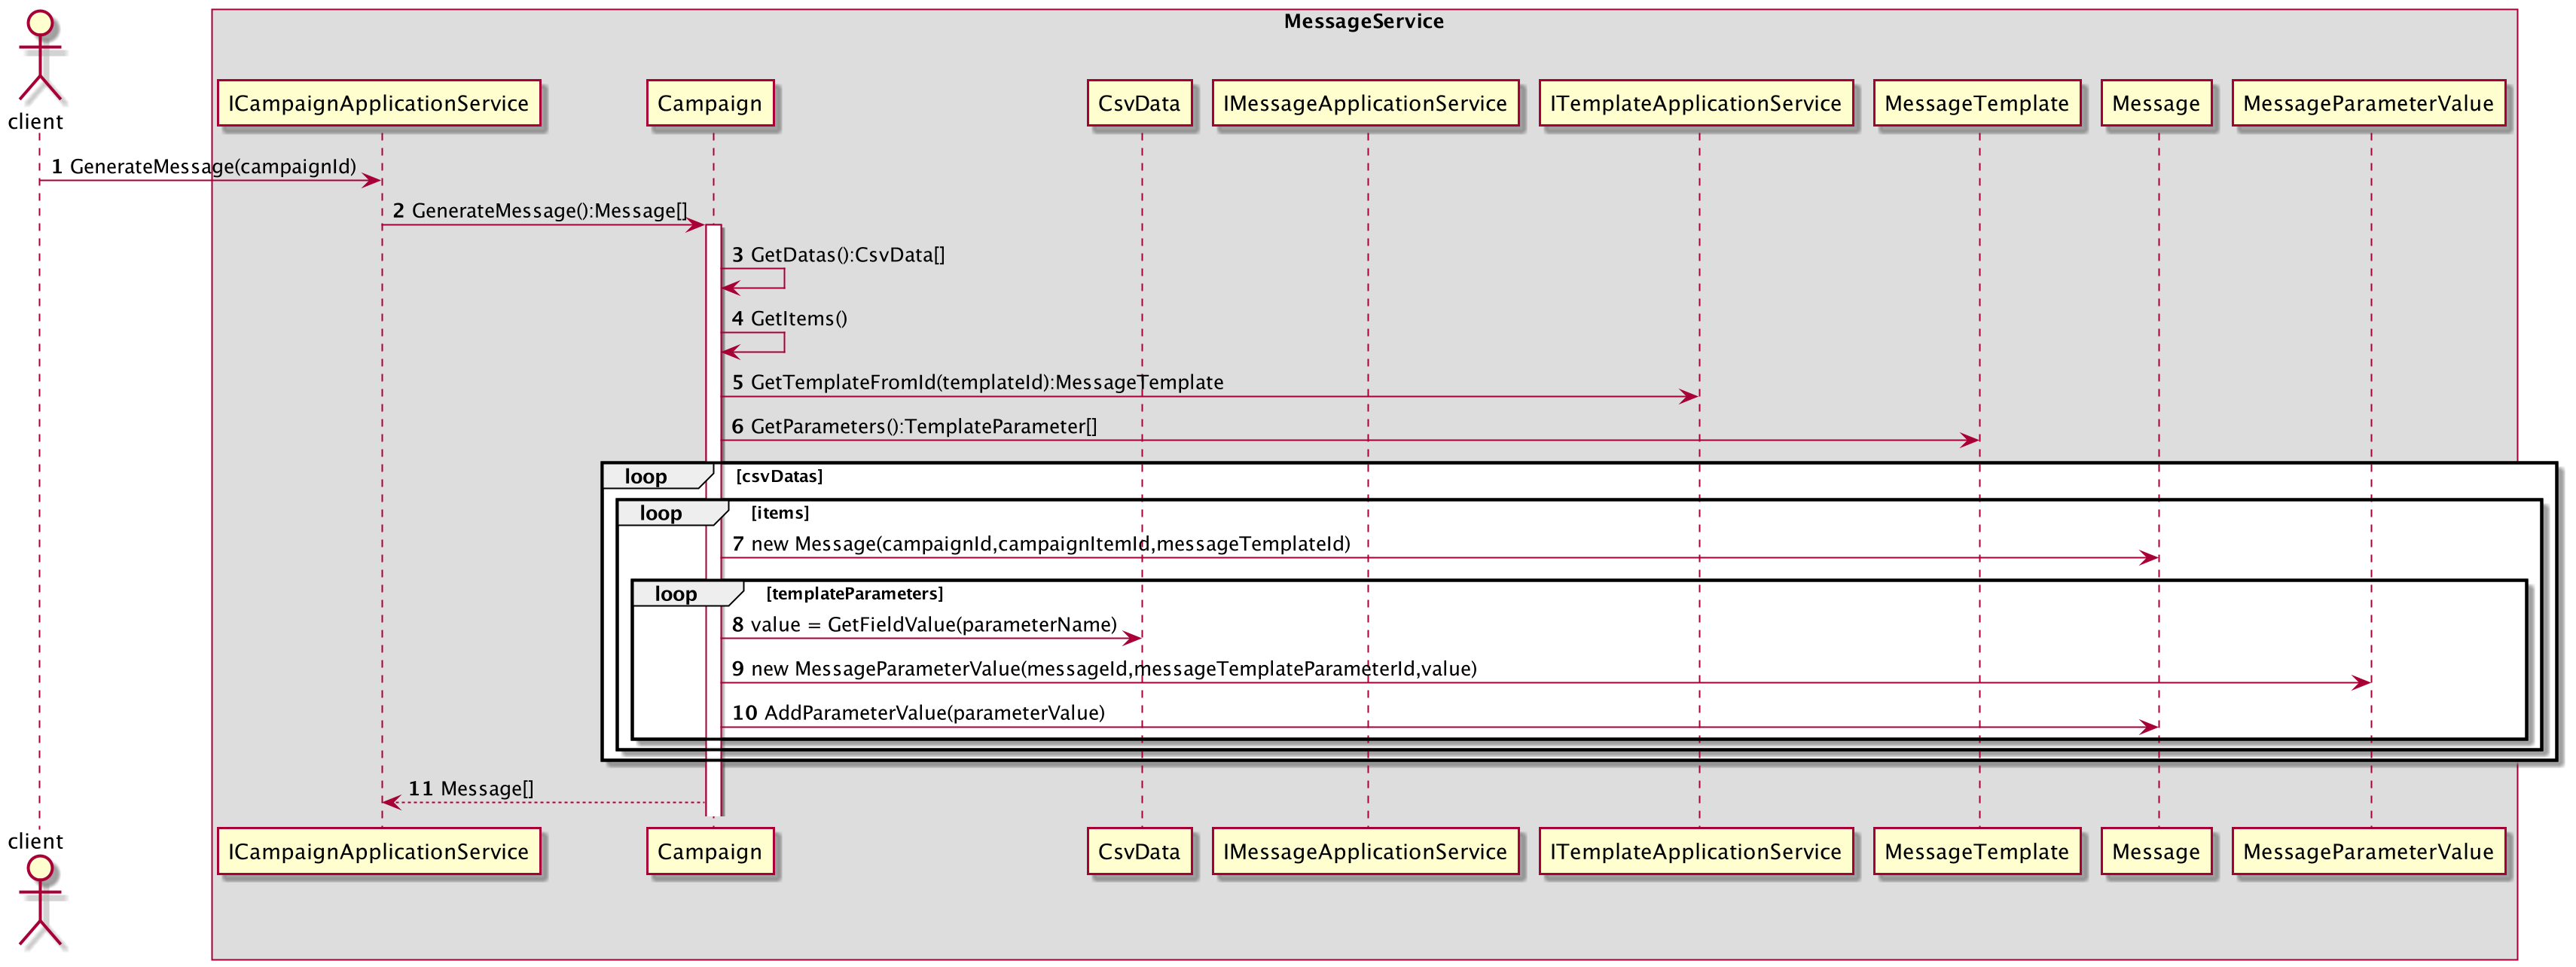 MessageService
client
ICampaignApplicationService
Campaign
CsvData
IMessageApplicationService
ITemplateApplicationService
MessageTemplate
Message
MessageParameterValue
1 GenerateMessage(campaignId)
2 GenerateMessage():Message[]
3 GetDatas():CsvData[]
4 GetItems()
5 GetTemplateFromId(templateId):MessageTemplate
6 GetParameters():TemplateParameter[]
loop [csvDatas]
loop [items]
7 new Message(campaignId,campaignItemId,messageTemplateId)
loop [templateParameters]
8 value = GetFieldValue(parameterName)
9 new MessageParameterValue(messageId,messageTemplateParameterId,value)
10 AddParameterValue(parameterValue)
11 Message[]
client
ICampaignApplicationService
Campaign
CsvData
IMessageApplicationService
ITemplateApplicationService
MessageTemplate
Message
MessageParameterValue